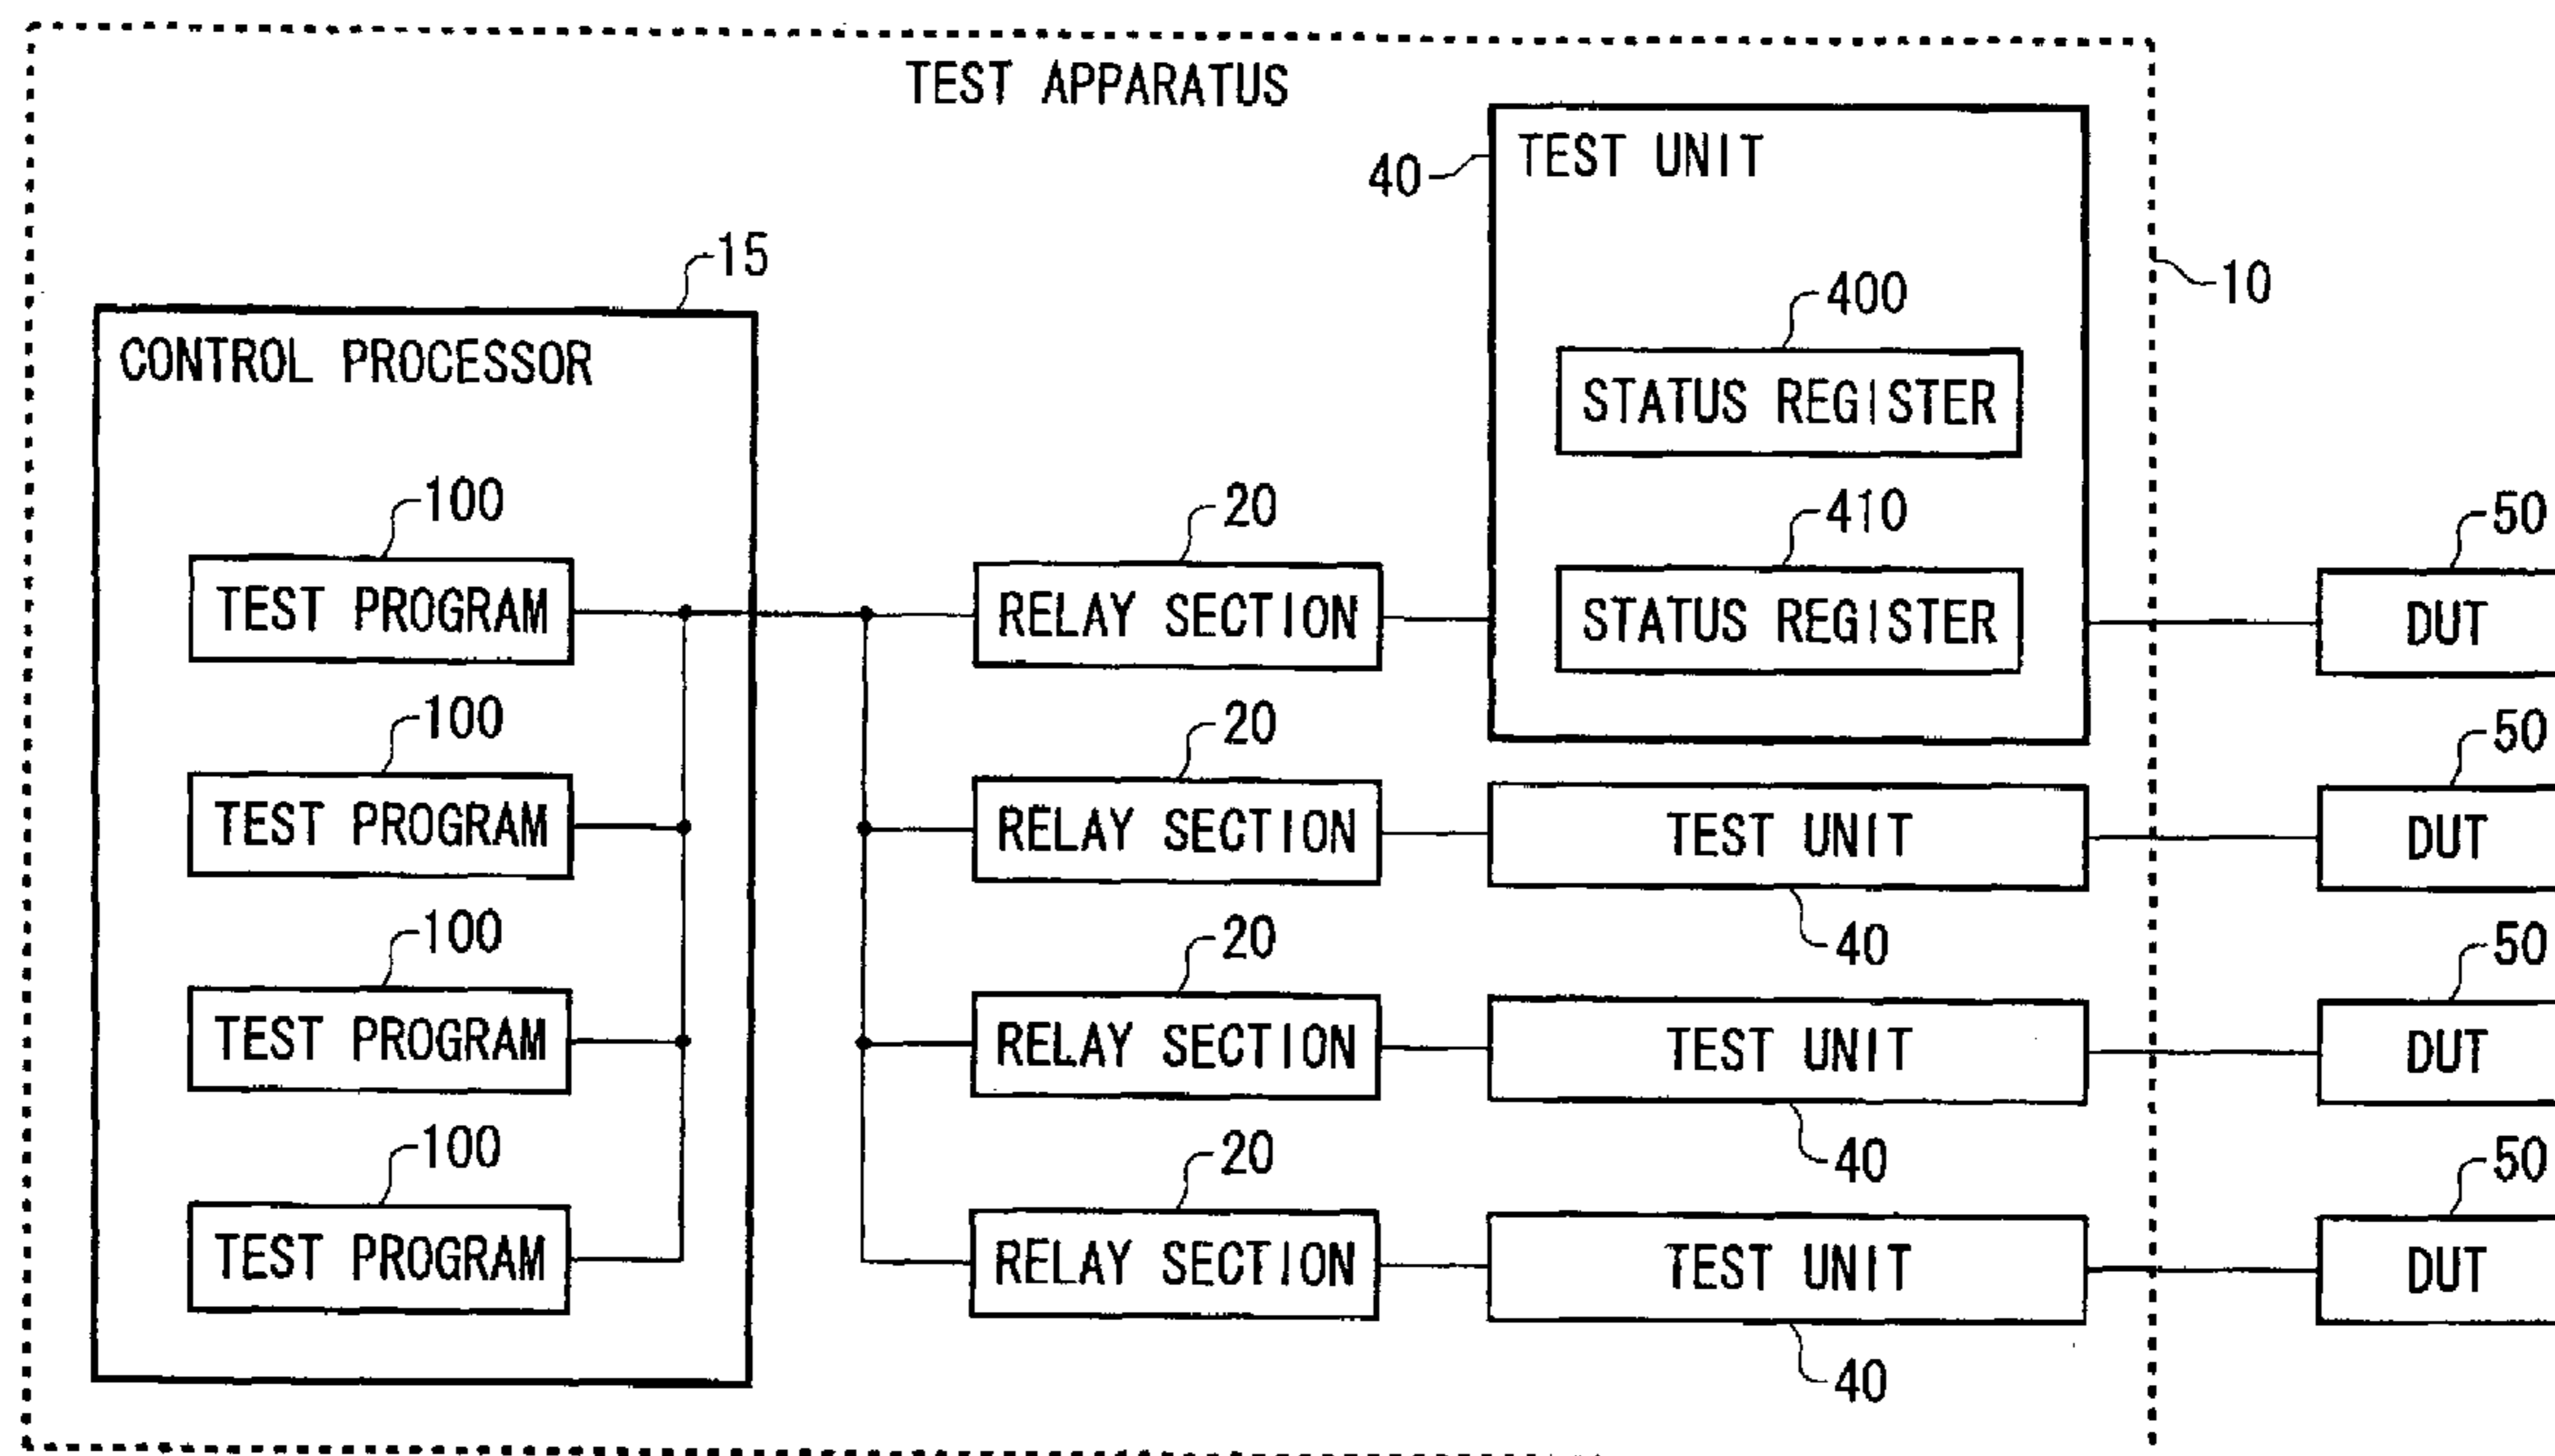 TEST APPARATUS
40
TEST UNIT
15
10
400
CONTROL PROCESSOR
STATUS REGISTER
100
20
410
50
TEST PROGRAM
RELAY SECTION
STATUS REGISTER
DUT
100
20
50
TEST PROGRAM
RELAY SECTION
TEST UNIT
DUT
100
20
40
50
TEST PROGRAM
RELAY SECTION
TEST UNIT
DUT
100
20
40
50
TEST PROGRAM
RELAY SECTION
TEST UNIT
DUT
40